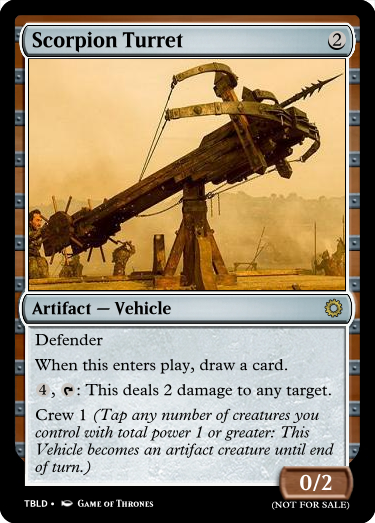 Scorpion Turret 2
Artifact — Vehicle
Defender
When this enters play, draw a card.
4, T: This deals 2 damage to any target.
Crew 1 (Tap any number of creatures you
control with total power 1 or greater: This
Vehicle becomes an artifact creature until end
of turn.)
0/2
TBLD • Game of Thrones
(NOT FOR SALE)